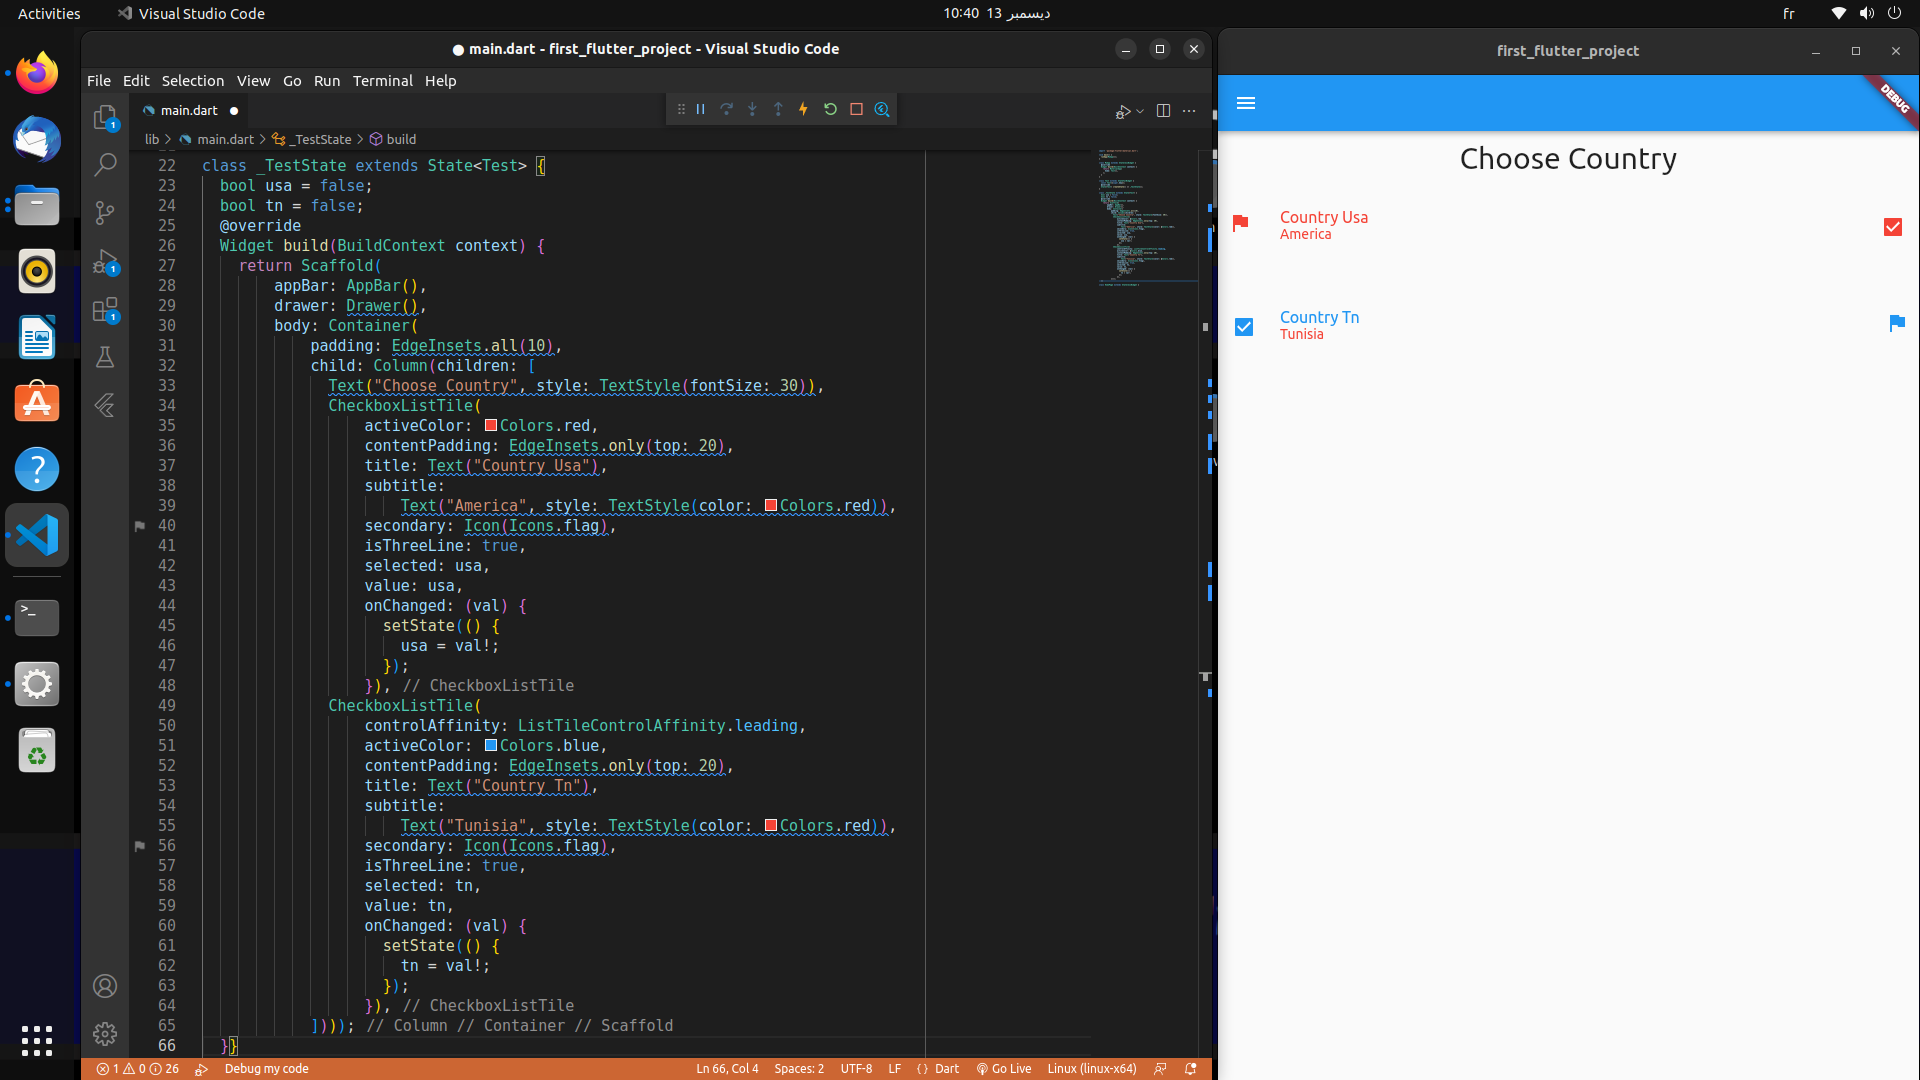 Activities
Visual Studio Code
10:40 13 ديسمبر
fr
● main.dart - first_flutter_project - Visual Studio Code
File Edit Selection View Go Run Terminal Help
main.dart
lib > main.dart > _TestState > build
22 class _TestState extends State<Test> {
23 bool usa = false;
24 bool tn = false;
25 @override
26 Widget build(BuildContext context) {
27 return Scaffold(
28 appBar: AppBar(),
29 drawer: Drawer(),
30 body: Container(
31 padding: EdgeInsets.all(10),
32 child: Column(children: [
33 Text("Choose Country", style: TextStyle(fontSize: 30)),
34 CheckboxListTile(
35 activeColor: Colors.red,
36 contentPadding: EdgeInsets.only(top: 20),
37 title: Text("Country Usa"),
38 subtitle:
39 Text("America", style: TextStyle(color: Colors.red)),
40 secondary: Icon(Icons.flag),
41 isThreeLine: true,
42 selected: usa,
43 value: usa,
44 onChanged: (val) {
45 setState(() {
46 usa = val!;
47 });
48 }), // CheckboxListTile
49 CheckboxListTile(
50 controlAffinity: ListTileControlAffinity.leading,
51 activeColor: Colors.blue,
52 contentPadding: EdgeInsets.only(top: 20),
53 title: Text("Country Tn"),
54 subtitle:
55 Text("Tunisia", style: TextStyle(color: Colors.red)),
56 secondary: Icon(Icons.flag),
57 isThreeLine: true,
58 selected: tn,
59 value: tn,
60 onChanged: (val) {
61 setState(() {
62 tn = val!;
63 });
64 }), // CheckboxListTile
65 ]))); // Column // Container // Scaffold
66 }}
1
1
1
1 0 26 Debug my code
Ln 66, Col 4 Spaces: 2 UTF-8 LF {} Dart Go Live Linux (linux-x64)
first_flutter_project
DEBUG
Choose Country
Country Usa
America
Country Tn
Tunisia